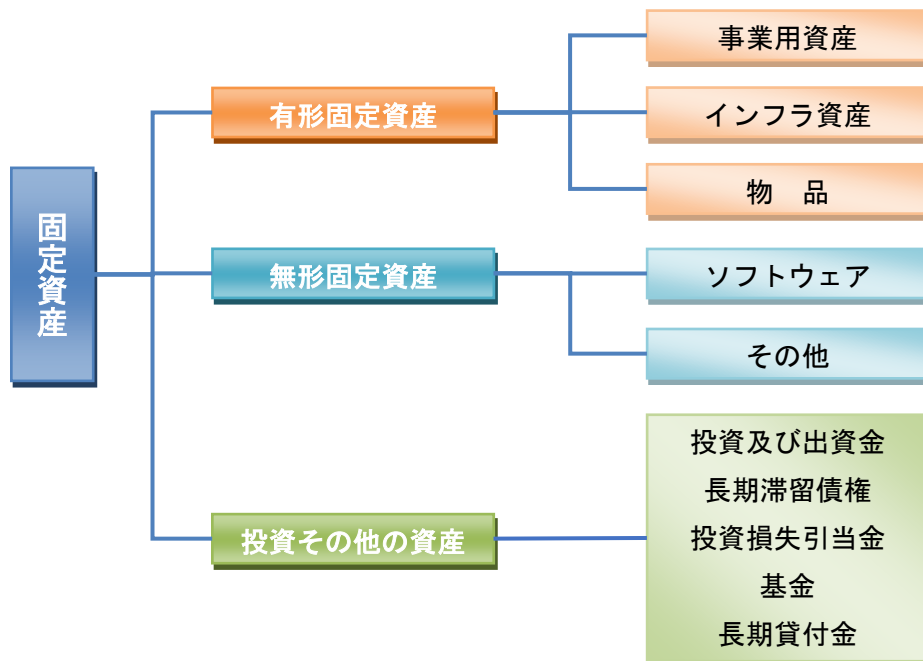 固定資産
有形固定資産
事業用資産
インフラ資産
物　品
無形固定資産
ソフトウェア
その他
投資その他の資産
投資及び出資金
長期滞留債権
投資損失引当金
基金
長期貸付金